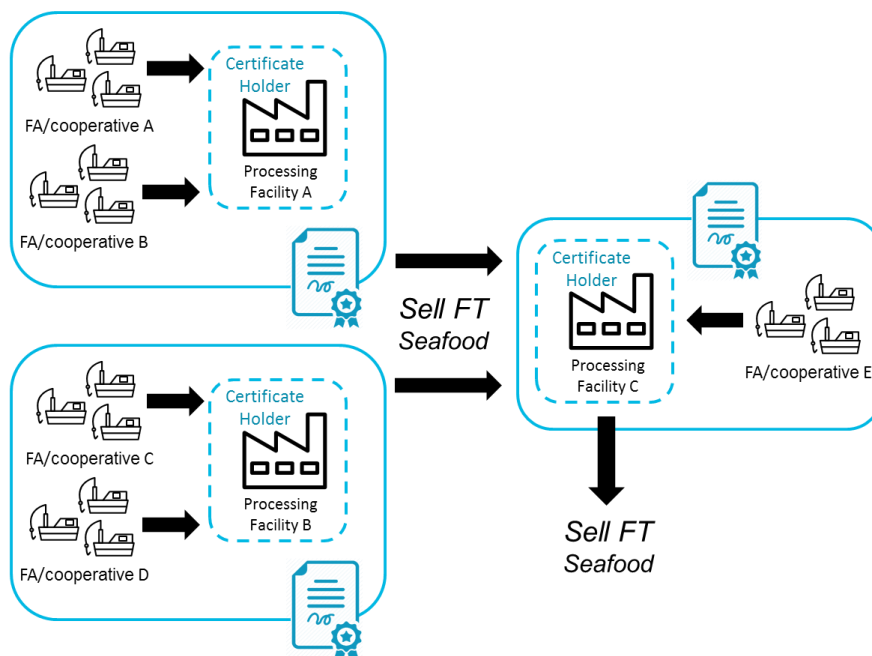 Certificate
Holder
FA/cooperative A
Processing
Facility A
FA/cooperative B
Sell FT
Seafood
Certificate
Holder
FA/cooperative C
Processing
Facility B
FA/cooperative D
Certificate
Holder
Processing
Facility C
FA/cooperative E
Sell FT
Seafood